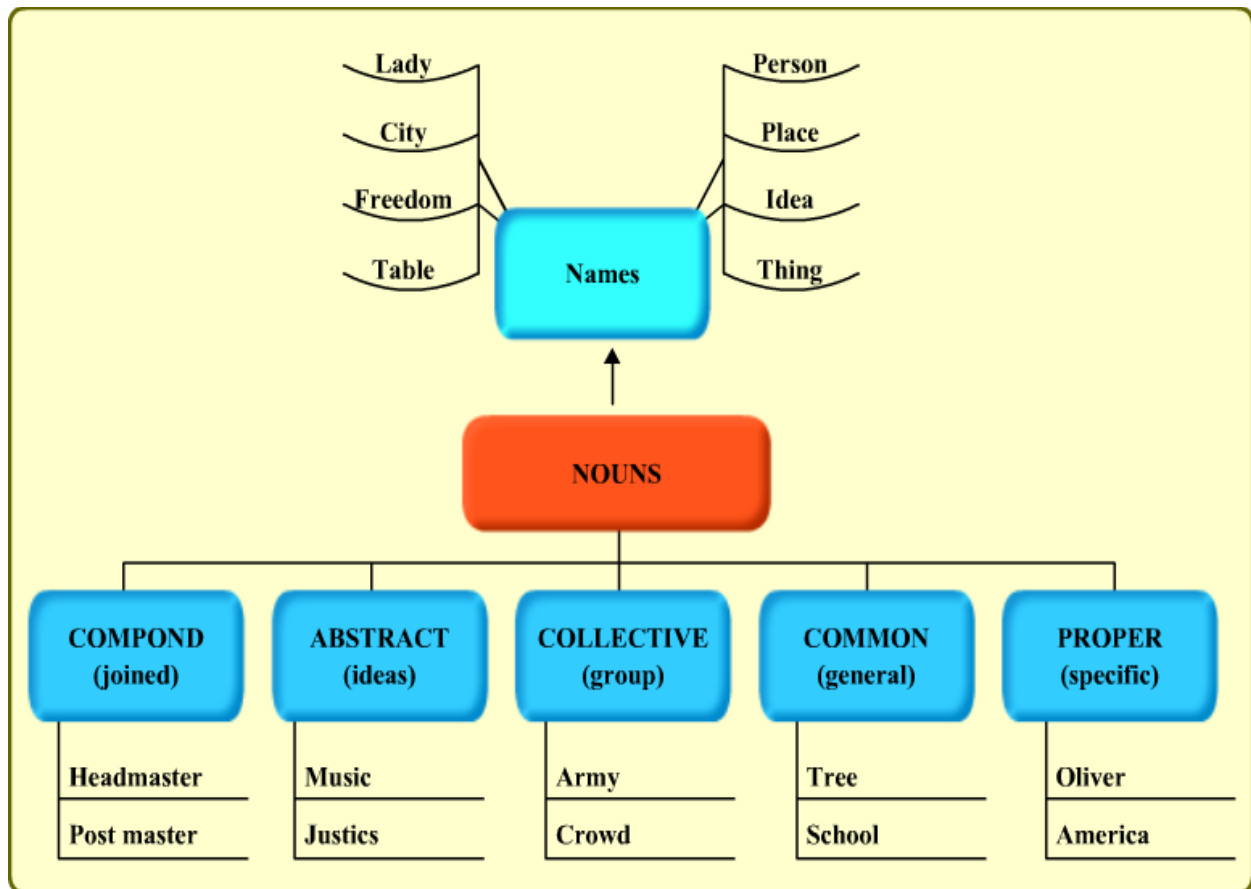 Lady
Person
City
Place
Freedom
Idea
Table
Thing
Names
NOUNS
COMPOND
(joined)
ABSTRACT
(ideas)
COLLECTIVE
(group)
COMMON
(general)
PROPER
(specific)
Headmaster
Music
Army
Tree
Oliver
Post master
Justics
Crowd
School
America